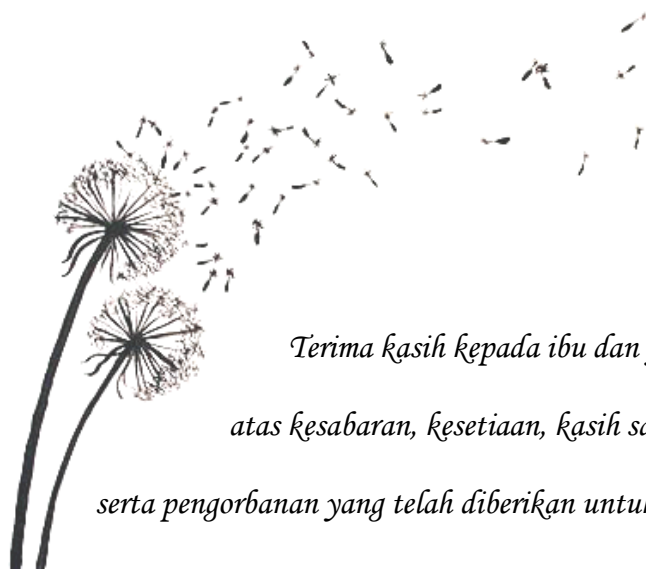 Terima kasih kepada ibu dan
atas kesabaran, kesetiaan, kasih
serta pengorbanan yang telah diberikan